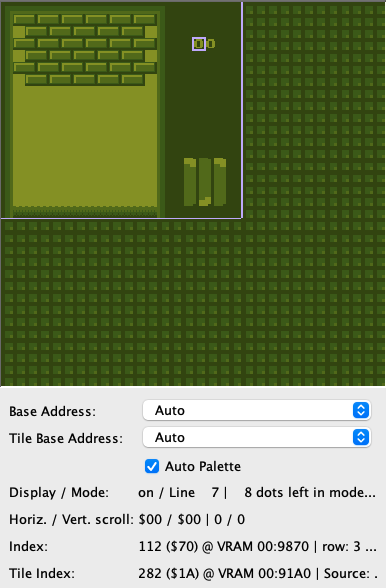 00
Base Address: Auto
Tile Base Address: Auto
Auto Palette
Display / Mode: on / Line 7 | 8 dots left in mode...
Horiz. / Vert. scroll: $00 / $00 | 0 / 0
Index: 112 ($70) @ VRAM 00:9870 | row: 3 ...
Tile Index: 282 ($1A) @ VRAM 00:91A0 | Source: .